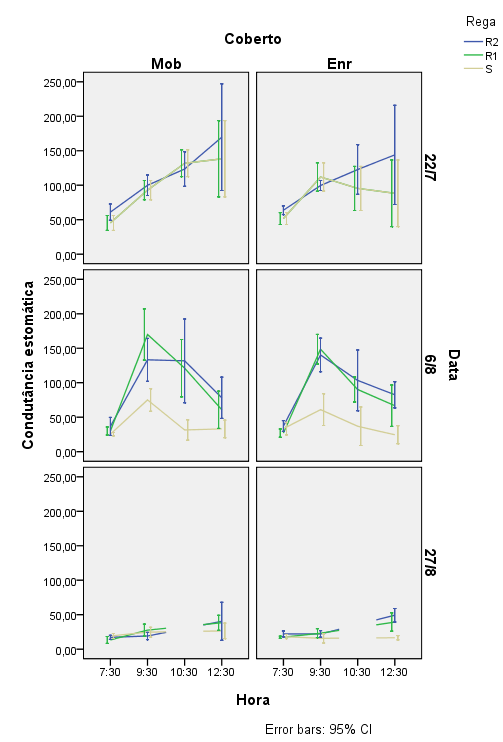 Rega
R2
R1
S
Coberto
Mob Enr
250,00
200,00
150,00
100,00
50,00
0,00
22/7
250,00
200,00
150,00
100,00
50,00
0,00
6/8
250,00
200,00
150,00
100,00
50,00
0,00
27/8
Condutância estomática
Data
7:30 9:30 10:30 12:30 7:30 9:30 10:30 12:30
Hora
Error bars: 95% CI